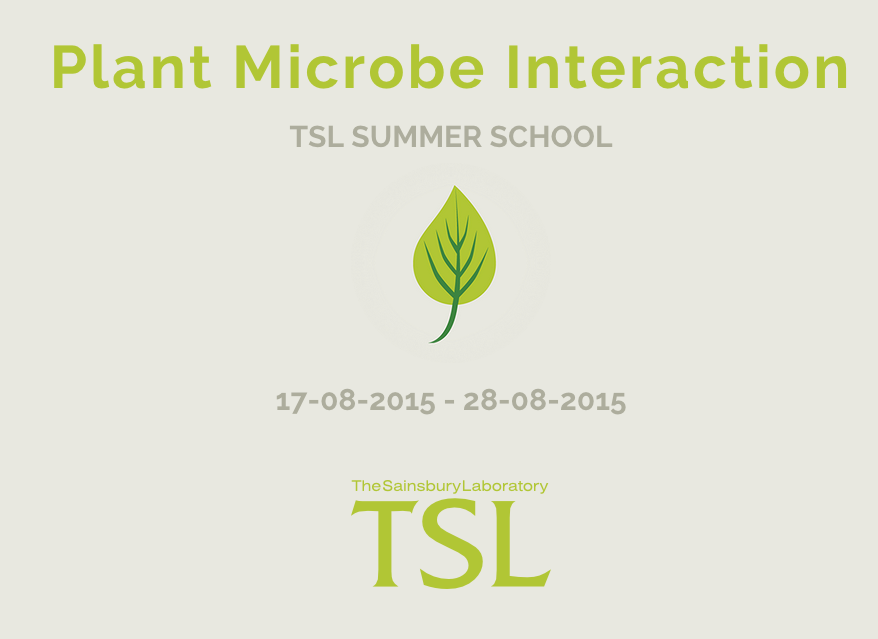 Plant Microbe Interaction
TSL SUMMER SCHOOL
17-08-2015 - 28-08-2015
TheSainsburyLaboratory
TSL